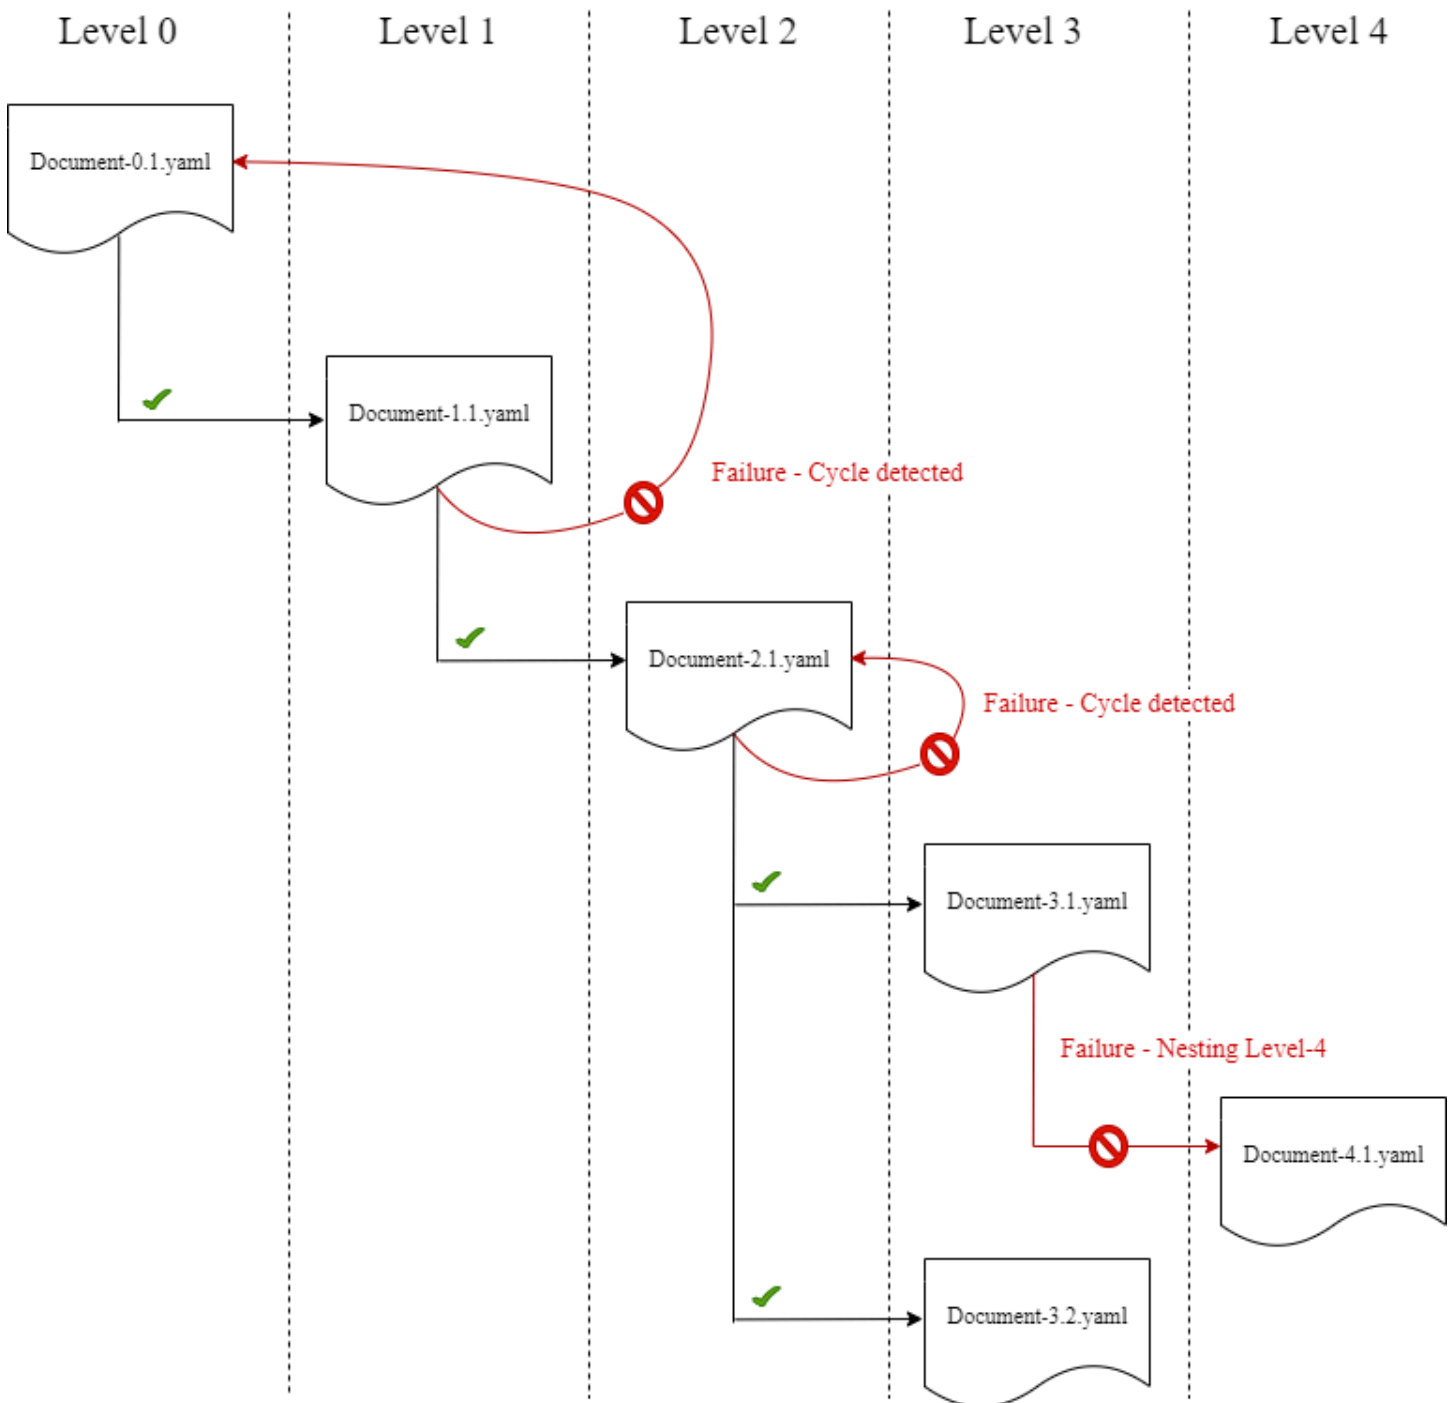 Level 0
Level 1
Level 2
Level 3
Level 4
Document-0.1.yaml
Document-1.1.yaml
Failure - Cycle detected
Document-2.1.yaml
Failure - Cycle detected
Document-3.1.yaml
Failure - Nesting Level-4
Document-4.1.yaml
Document-3.2.yaml